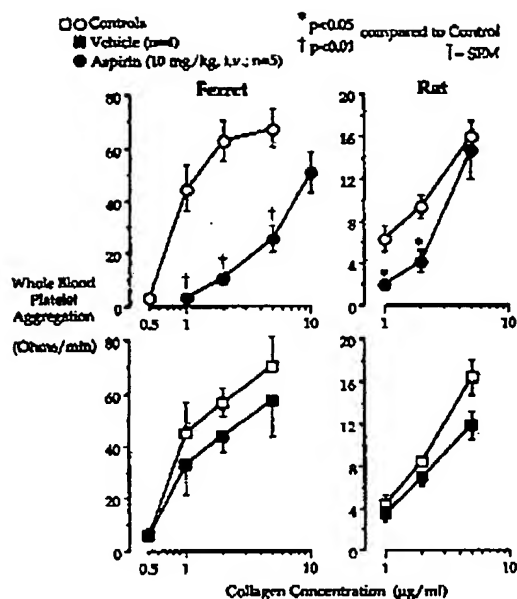 □○ Controls
■ Vehicle (n=4)
● Aspirin (10 mg/kg, i.v.; n=5)
* p<0.05
† p<0.01
compared to Control
I - SEM
Ferret
Rat
80
60
40
20
0
0.5
1
10
† † †
20
16
12
8
4
0
1
10
* *
Whole Blood
Platelet
Aggregation
(Ohms/min)
80
60
40
20
0
0.5
1
10
20
16
12
8
4
0
1
10
Collagen Concentration (µg/ml)